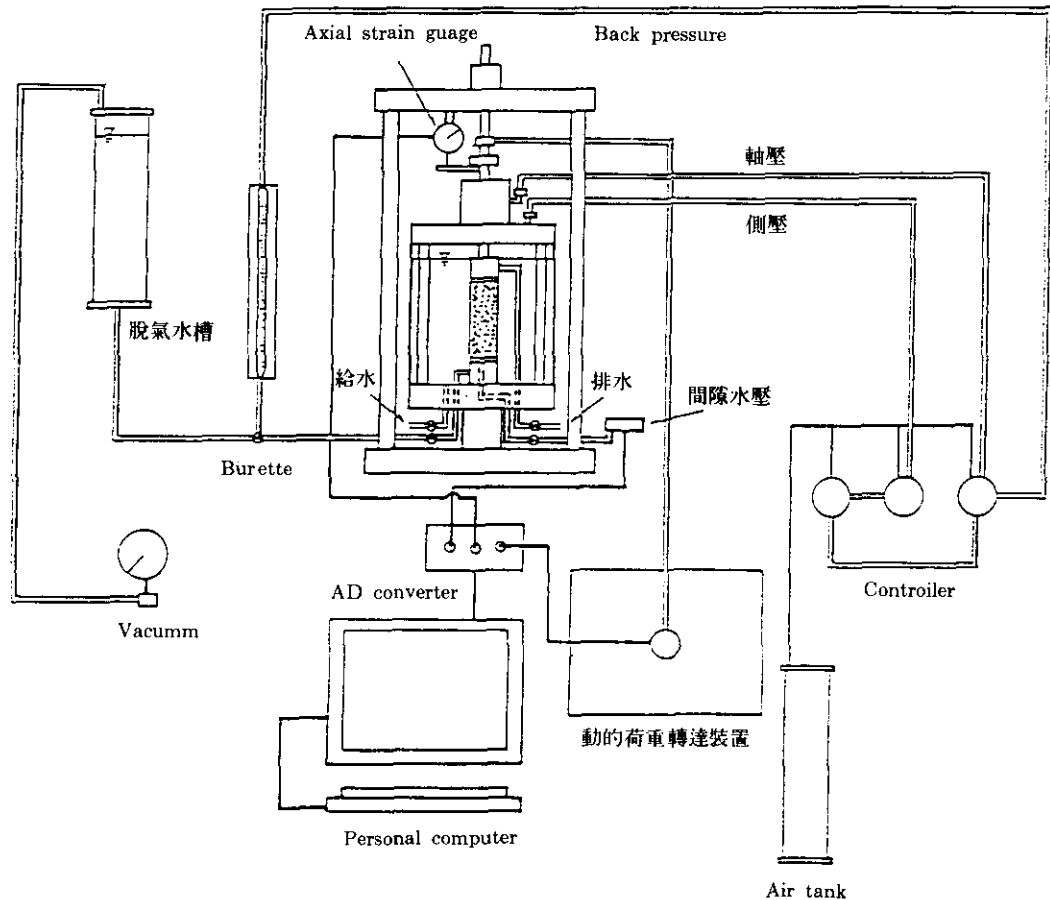 Axial strain guage
Back pressure
軸壓
側壓
脫氣水槽
給水
排水
間隙水壓
Burette
AD converter
Controiler
Vacumm
動的荷重轉達裝置
Personal computer
Air tank